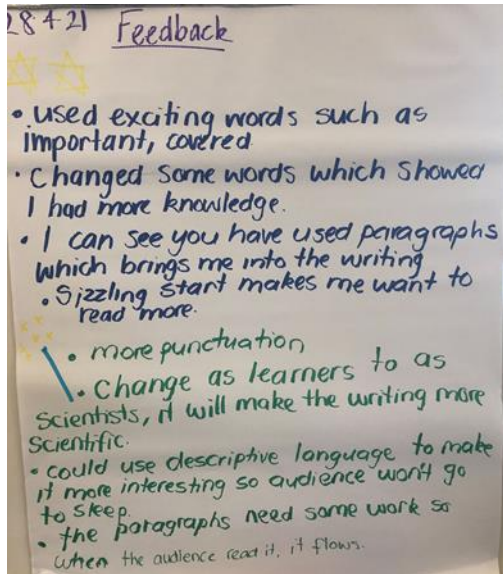 28.4.21 Feedback
• used exciting words such as
important, covered
• Changed some words which showed
I had more knowledge.
• I can see you have used paragraphs
which brings me into the writing
• Sizzling start makes me want to
read more.
• more punctuation
• Change as learners to as
scientists, it will make the writing more
scientific.
• could use descriptive language to make
it more interesting so audience won't go
to sleep.
• the paragraphs need some work so
when the audience read it, it flows.